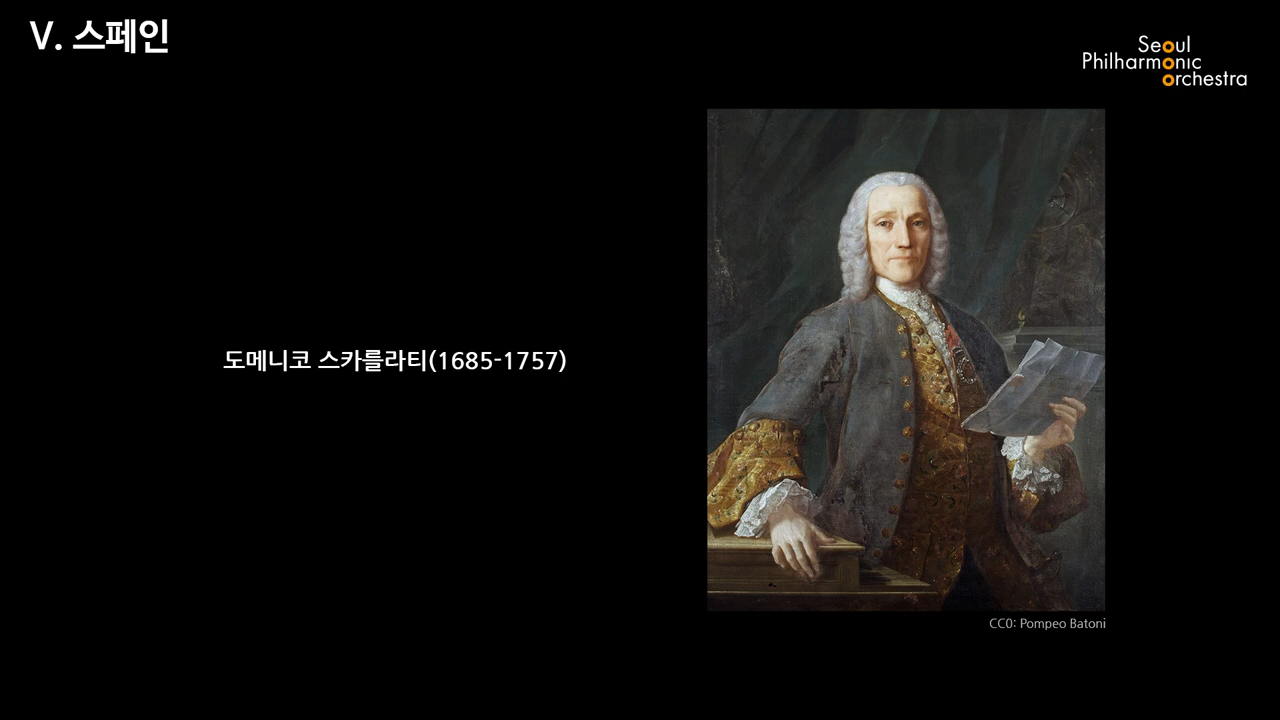 V. 스페인
Seoul
Philharmonic
orchestra
도메니코 스카를라티(1685-1757)
CC0: Pompeo Batoni